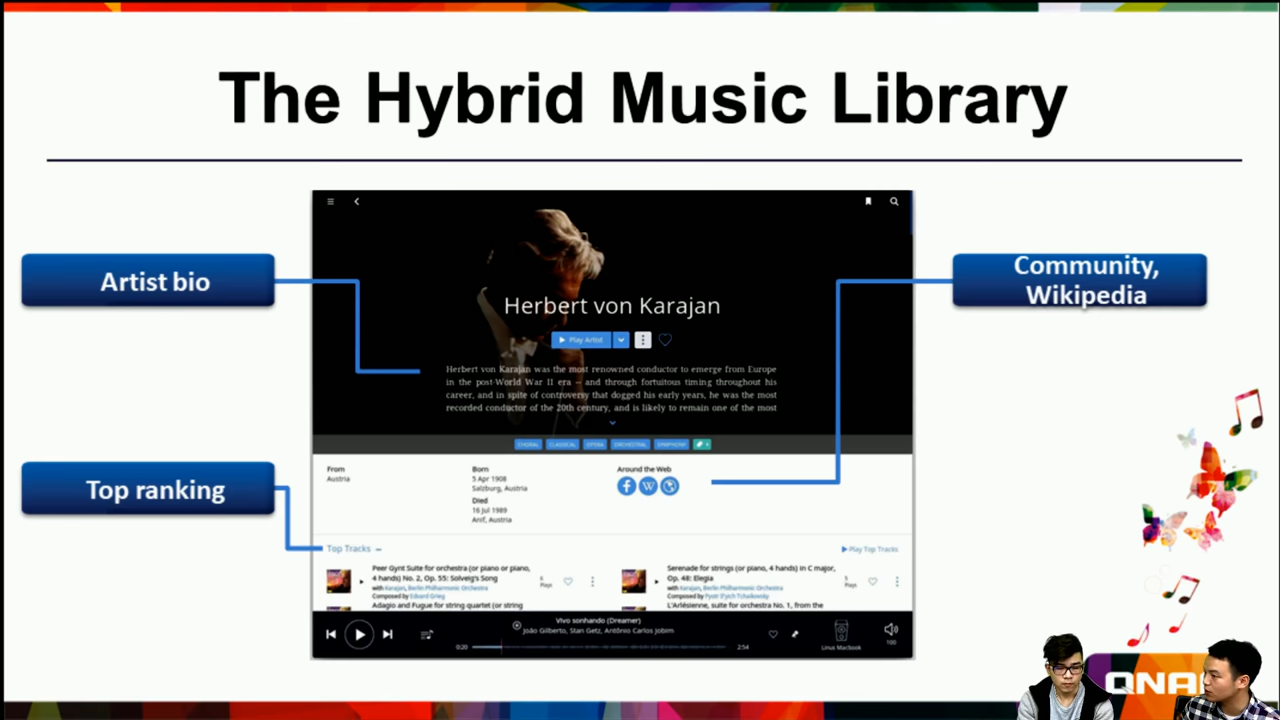 The Hybrid Music Library
Artist bio
Community,
Wikipedia
Top ranking
Herbert von Karajan
Play Artist
Herbert von Karajan was the most renowned conductor to emerge from Europe
in the post-World War II era – and through fortuitous timing throughout his
career, and in spite of controversy that dogged his early years, he was the most
recorded conductor of the 20th century, and is likely to remain one of the most
CHORAL CLASSICAL OPERA ORCHESTRAL SYMPHONY
From
Austria
Born
5 Apr 1908
Salzburg, Austria
Died
16 Jul 1989
Anif, Austria
Around the Web
f W
Top Tracks
Play Top Tracks
Peer Gynt Suite for orchestra (or piano or piano,
4 hands) No. 2, Op. 55: Solveig's Song
with Karajan, Berlin Philharmonic Orchestra
Composed by Edvard Grieg
Plays
Adagio and Fugue for string quartet (or string
Serenade for strings (or piano, 4 hands) in C major,
Op. 48: Elegia
with Karajan, Berlin Philharmonic Orchestra
Composed by Pyotr Il'yich Tchaikovsky
5
Plays
L'Arlésienne, suite for orchestra No. 1, from the
Vivo sonhando (Dreamer)
João Gilberto, Stan Getz, Antônio Carlos Jobim
0:20
2:54
Linus Macbook
100
QNA